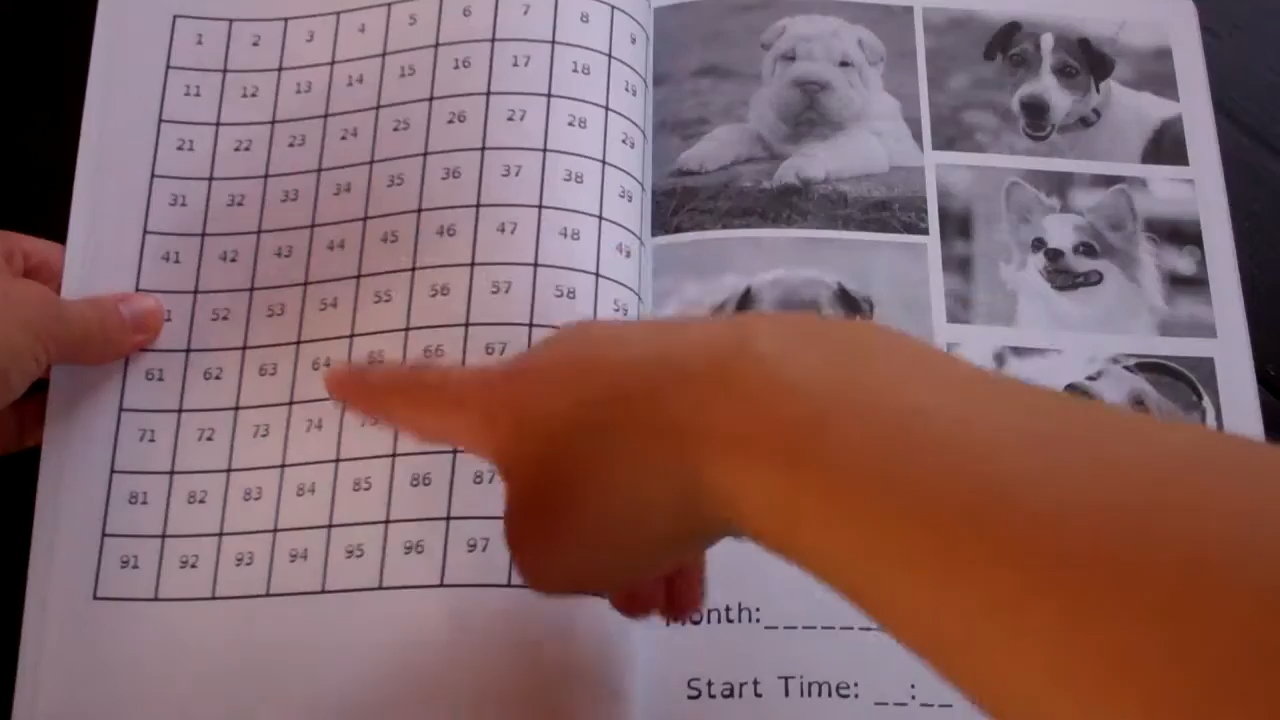 1 2 3 4 5 6 7 8 9
11 12 13 14 15 16 17 18 19
21 22 23 24 25 26 27 28 29
31 32 33 34 35 36 37 38 39
41 42 43 44 45 46 47 48 49
52 53 54 55 56 57 58 59
61 62 63 64 65 66 67
71 72 73 74
81 82 83 84 85 86 87
91 92 93 94 95 96 97
Month:_______
Start Time: __:__